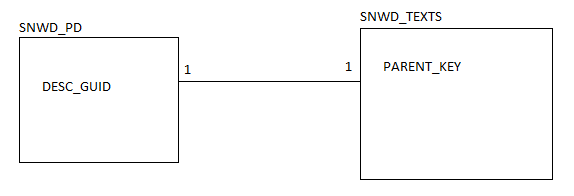 SNWD_PD
SNWD_TEXTS
DESC_GUID
1
1
PARENT_KEY